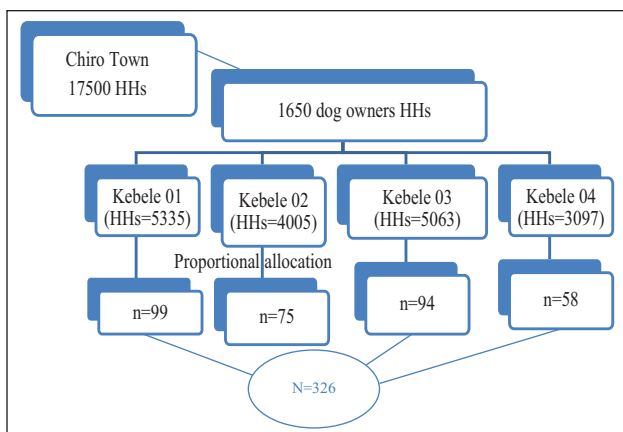 Chiro Town
17500 HHs
1650 dog owners HHs
Kebele 01
(HHs=5335)
Kebele 02
(HHs=4005)
Kebele 03
(HHs=5063)
Kebele 04
(HHs=3097)
Proportional allocation
n=99
n=75
n=94
n=58
N=326